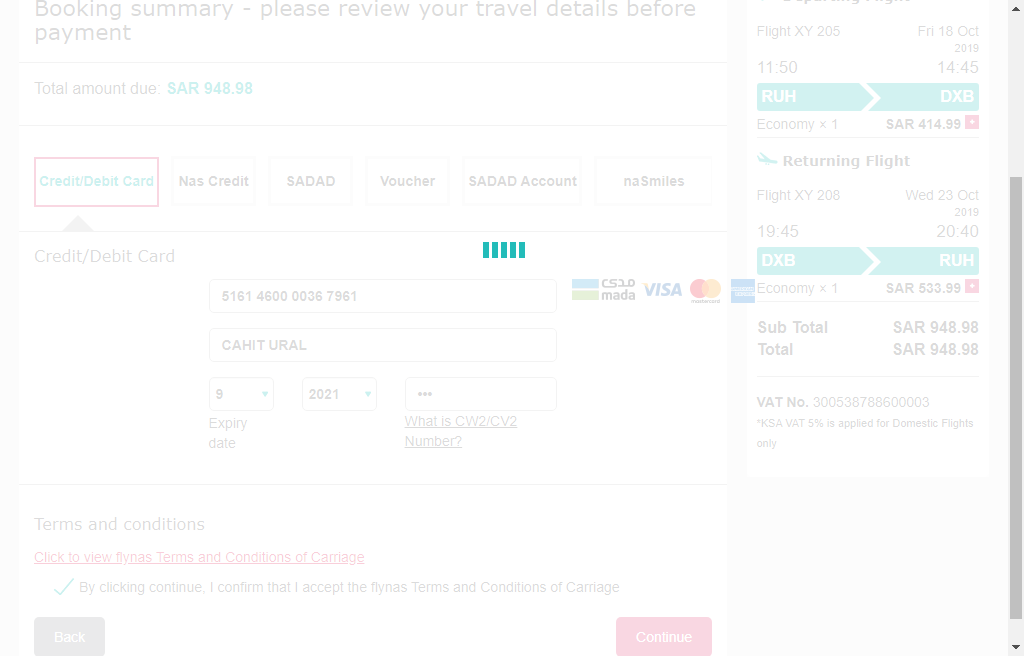 Booking summary - please review your travel details before
payment
Total amount due: SAR 948.98
Credit/Debit Card
Nas Credit
SADAD
Voucher
SADAD Account
naSmiles
Credit/Debit Card
5161 4600 0036 7961
مدى
mada
VISA
mastercard
CAHIT URAL
9
2021
•••
Expiry
date
What is CW2/CV2
Number?
Terms and conditions
Click to view flynas Terms and Conditions of Carriage
By clicking continue, I confirm that I accept the flynas Terms and Conditions of Carriage
Back
Continue
Flight XY 205
Fri 18 Oct
2019
11:50
14:45
RUH
DXB
Economy × 1
SAR 414.99 +
Returning Flight
Flight XY 208
Wed 23 Oct
2019
19:45
20:40
DXB
RUH
Economy × 1
SAR 533.99 +
Sub Total
SAR 948.98
Total
SAR 948.98
VAT No. 300538788600003
*KSA VAT 5% is applied for Domestic Flights
only